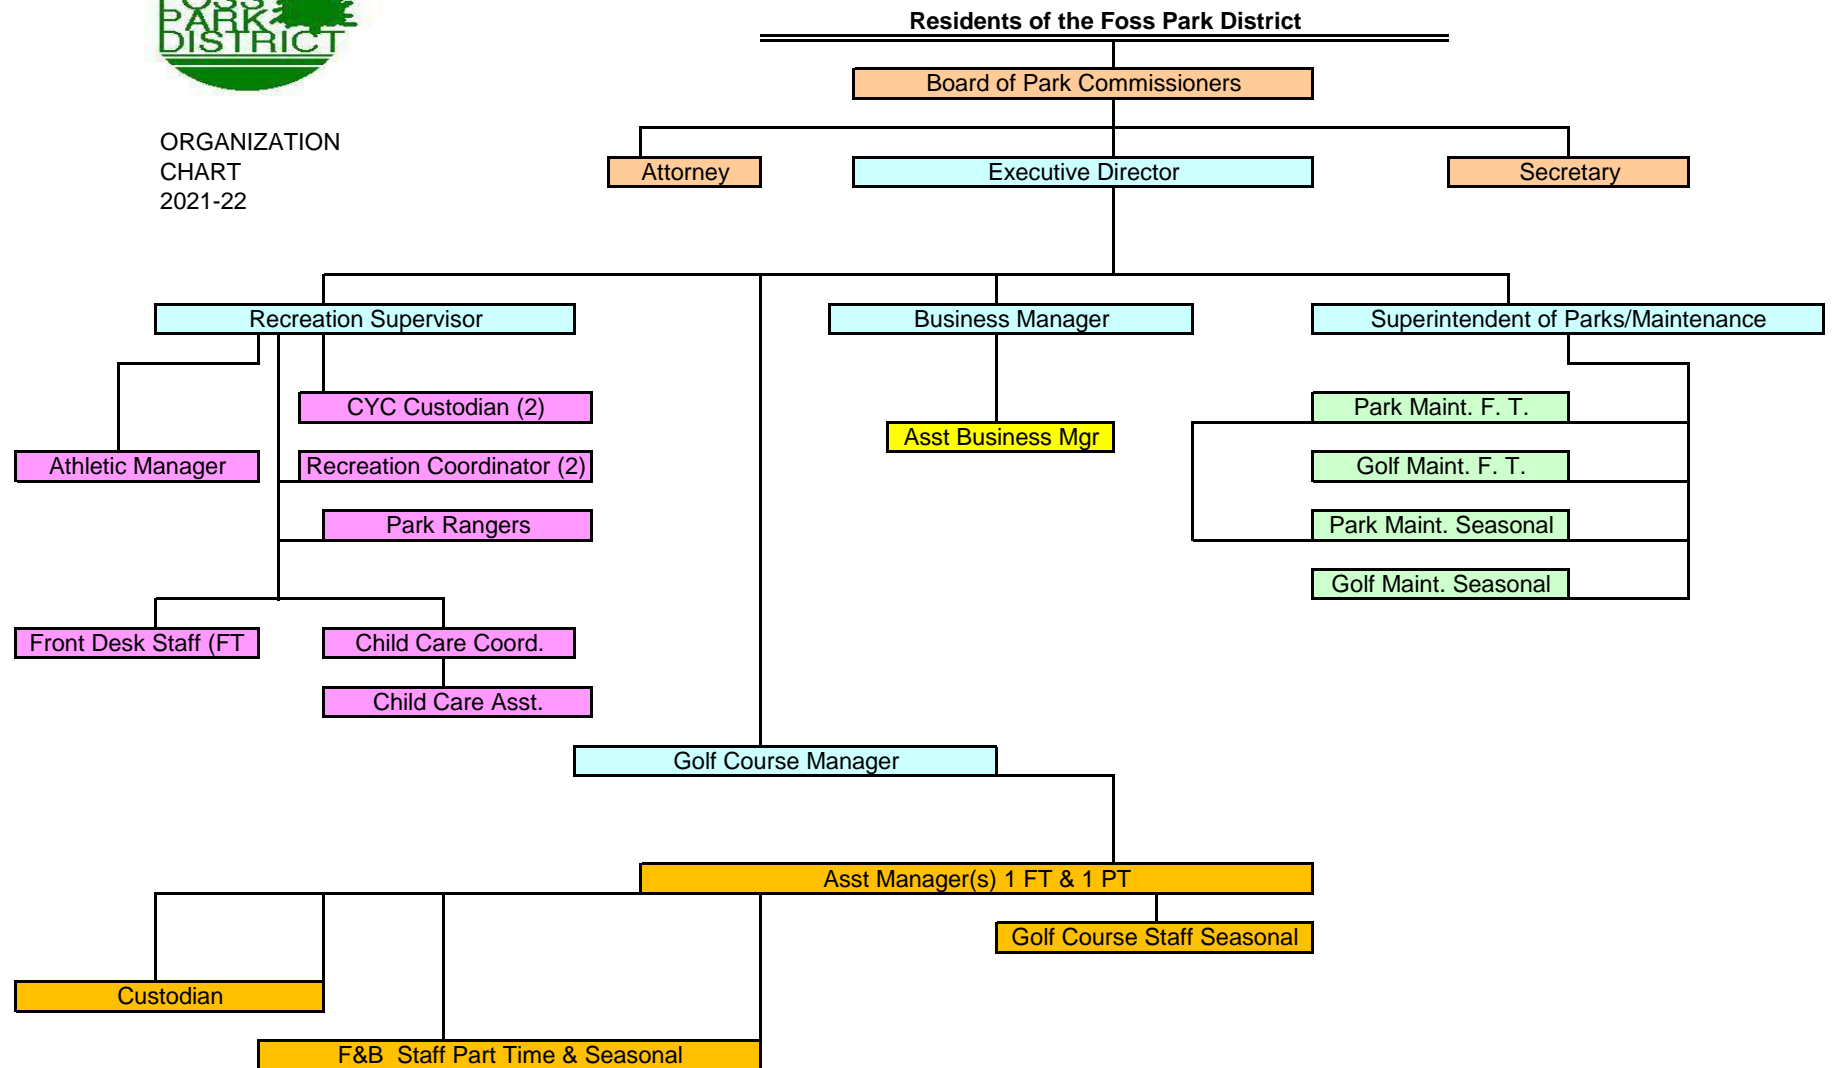 FOSS
PARK
DISTRICT
Residents of the Foss Park District
Board of Park Commissioners
ORGANIZATION
CHART
2021-22
Attorney
Executive Director
Secretary
Recreation Supervisor
Business Manager
Superintendent of Parks/Maintenance
CYC Custodian (2)
Park Maint. F. T.
Asst Business Mgr
Athletic Manager
Recreation Coordinator (2)
Golf Maint. F. T.
Park Rangers
Park Maint. Seasonal
Golf Maint. Seasonal
Front Desk Staff (FT
Child Care Coord.
Child Care Asst.
Golf Course Manager
Asst Manager(s) 1 FT & 1 PT
Golf Course Staff Seasonal
Custodian
F&B  Staff Part Time & Seasonal